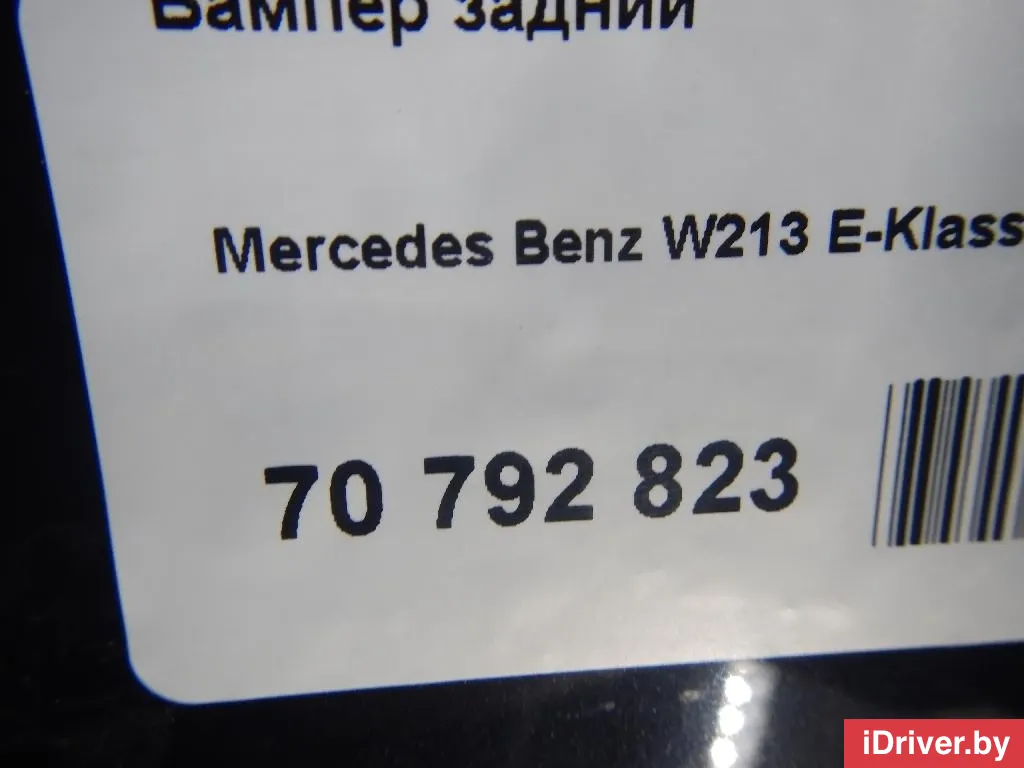 Бампер задний
Mercedes Benz W213 E-Klass
70 792 823
iDriver.by